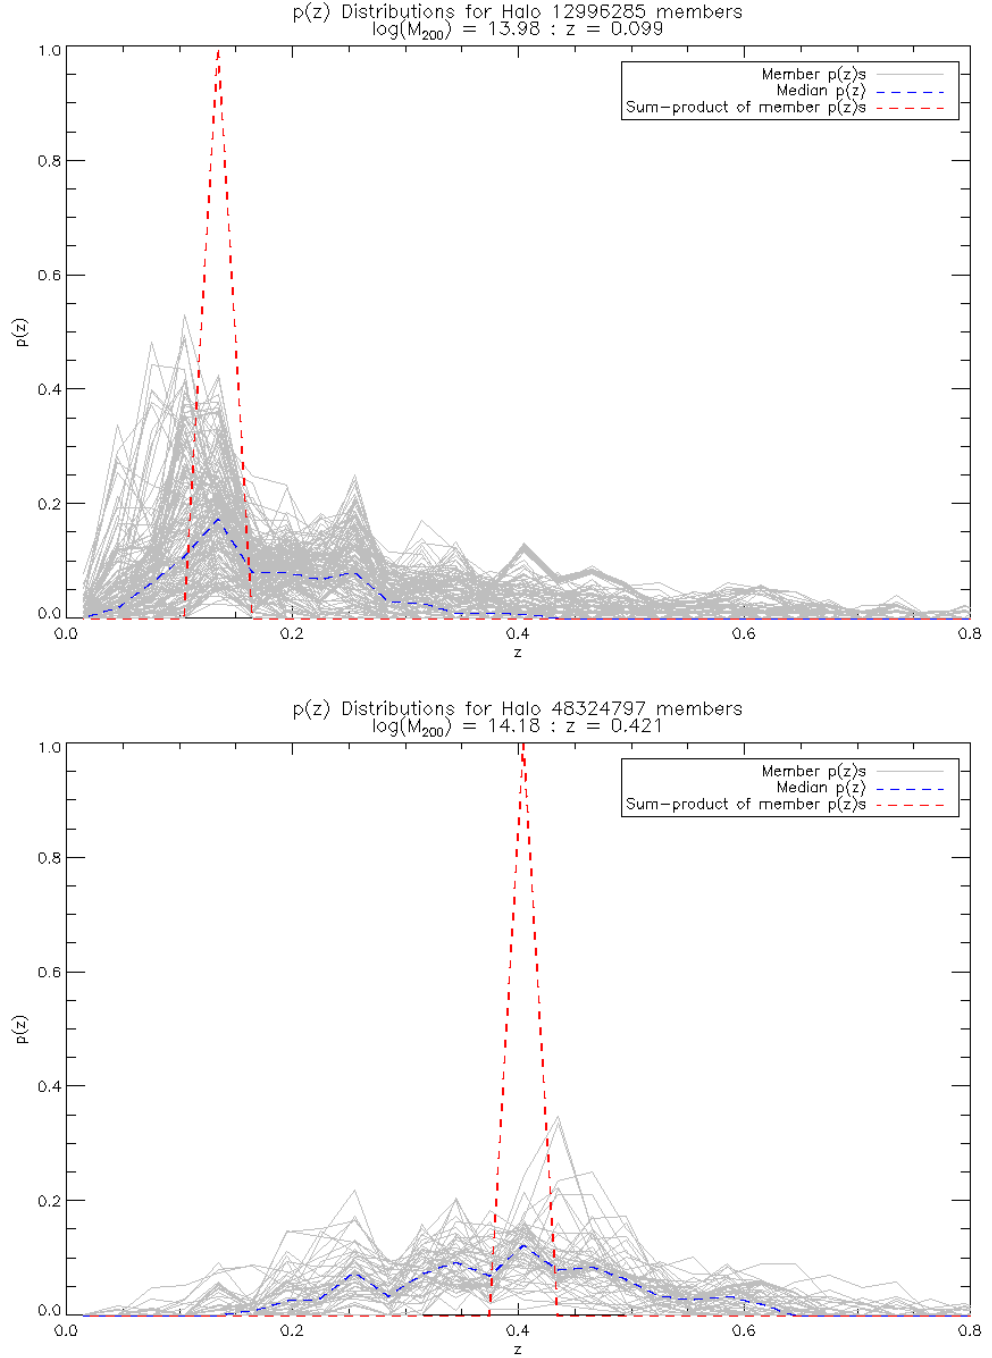 p(z) Distributions for Halo 12996285 members
log(M200) = 13.98 : z = 0.099
Member p(z)s
Median p(z)
Sum-product of member p(z)s
1.0
0.8
0.6
0.4
0.2
0.0
p(z)
0.0 0.2 0.4 0.6 0.8
z
p(z) Distributions for Halo 48324797 members
log(M200) = 14.18 : z = 0.421
Member p(z)s
Median p(z)
Sum-product of member p(z)s
1.0
0.8
0.6
0.4
0.2
0.0
p(z)
0.0 0.2 0.4 0.6 0.8
z